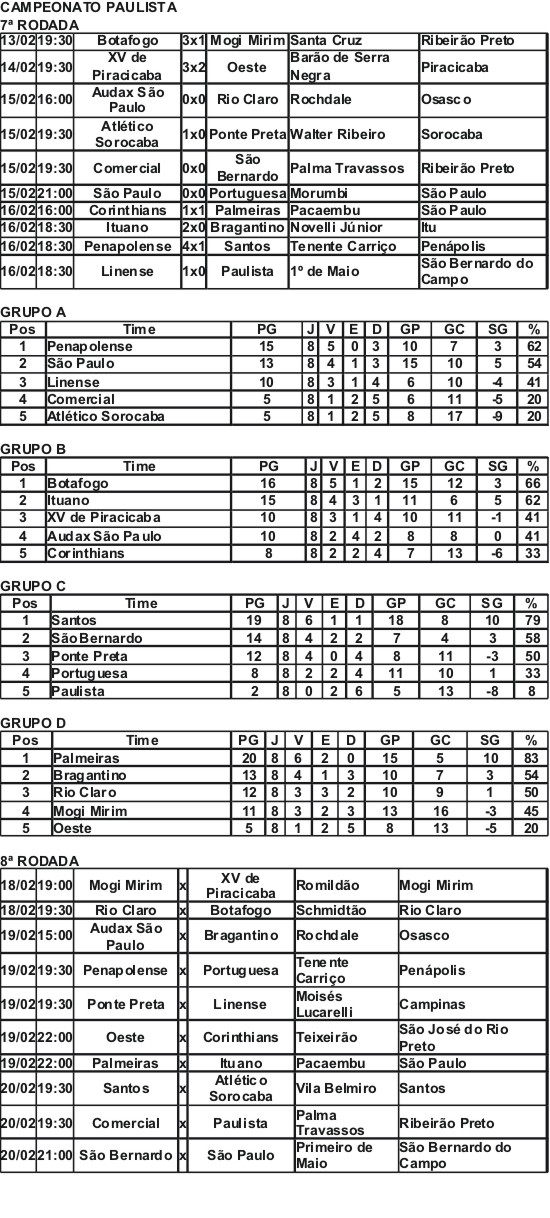 CAMPEONATO PAULISTA
7ª RODADA
13/02 19:30 Botafogo 3x1 Mogi Mirim Santa Cruz Ribeirão Preto
14/02 19:30 XV de Piracicaba 3x2 Oeste Barão de Serra Negra Piracicaba
15/02 16:00 Audax São Paulo 0x0 Rio Claro Rochdale Osasco
15/02 19:30 Atlético Sorocaba 1x0 Ponte Preta Walter Ribeiro Sorocaba
15/02 19:30 Comercial 0x0 São Bernardo Palma Travassos Ribeirão Preto
15/02 21:00 São Paulo 0x0 Portuguesa Morumbi São Paulo
16/02 16:00 Corinthians 1x1 Palmeiras Pacaembu São Paulo
16/02 18:30 Ituano 2x0 Bragantino Novelli Júnior Itu
16/02 18:30 Penapolense 4x1 Santos Tenente Carriço Penápolis
16/02 18:30 Linense 1x0 Paulista 1º de Maio São Bernardo do Campo
GRUPO A
Pos Time PG J V E D GP GC SG %
1 Penapolense 15 8 5 0 3 10 7 3 62
2 São Paulo 13 8 4 1 3 15 10 5 54
3 Linense 10 8 3 1 4 6 10 -4 41
4 Comercial 5 8 1 2 5 6 11 -5 20
5 Atlético Sorocaba 5 8 1 2 5 8 17 -9 20
GRUPO B
Pos Time PG J V E D GP GC SG %
1 Botafogo 16 8 5 1 2 15 12 3 66
2 Ituano 15 8 4 3 1 11 6 5 62
3 XV de Piracicaba 10 8 3 1 4 10 11 -1 41
4 Audax São Paulo 10 8 2 4 2 8 8 0 41
5 Corinthians 8 8 2 2 4 7 13 -6 33
GRUPO C
Pos Time PG J V E D GP GC SG %
1 Santos 19 8 6 1 1 18 8 10 79
2 São Bernardo 14 8 4 2 2 7 4 3 58
3 Ponte Preta 12 8 4 0 4 8 11 -3 50
4 Portuguesa 8 8 2 2 4 11 10 1 33
5 Paulista 2 8 0 2 6 5 13 -8 8
GRUPO D
Pos Time PG J V E D GP GC SG %
1 Palmeiras 20 8 6 2 0 15 5 10 83
2 Bragantino 13 8 4 1 3 10 7 3 54
3 Rio Claro 12 8 3 3 2 10 9 1 50
4 Mogi Mirim 11 8 3 2 3 13 16 -3 45
5 Oeste 5 8 1 2 5 8 13 -5 20
8ª RODADA
18/02 19:00 Mogi Mirim x XV de Piracicaba Romildão Mogi Mirim
18/02 19:30 Rio Claro x Botafogo Schmidtão Rio Claro
19/02 15:00 Audax São Paulo x Bragantino Rochdale Osasco
19/02 19:30 Penapolense x Portuguesa Tenente Carriço Penápolis
19/02 19:30 Ponte Preta x Linense Moisés Lucarelli Campinas
19/02 22:00 Oeste x Corinthians Teixeirão São José do Rio Preto
19/02 22:00 Palmeiras x Ituano Pacaembu São Paulo
20/02 19:30 Santos x Atlético Sorocaba Vila Belmiro Santos
20/02 19:30 Comercial x Paulista Palma Travassos Ribeirão Preto
20/02 21:00 São Bernardo x São Paulo Primeiro de Maio São Bernardo do Campo